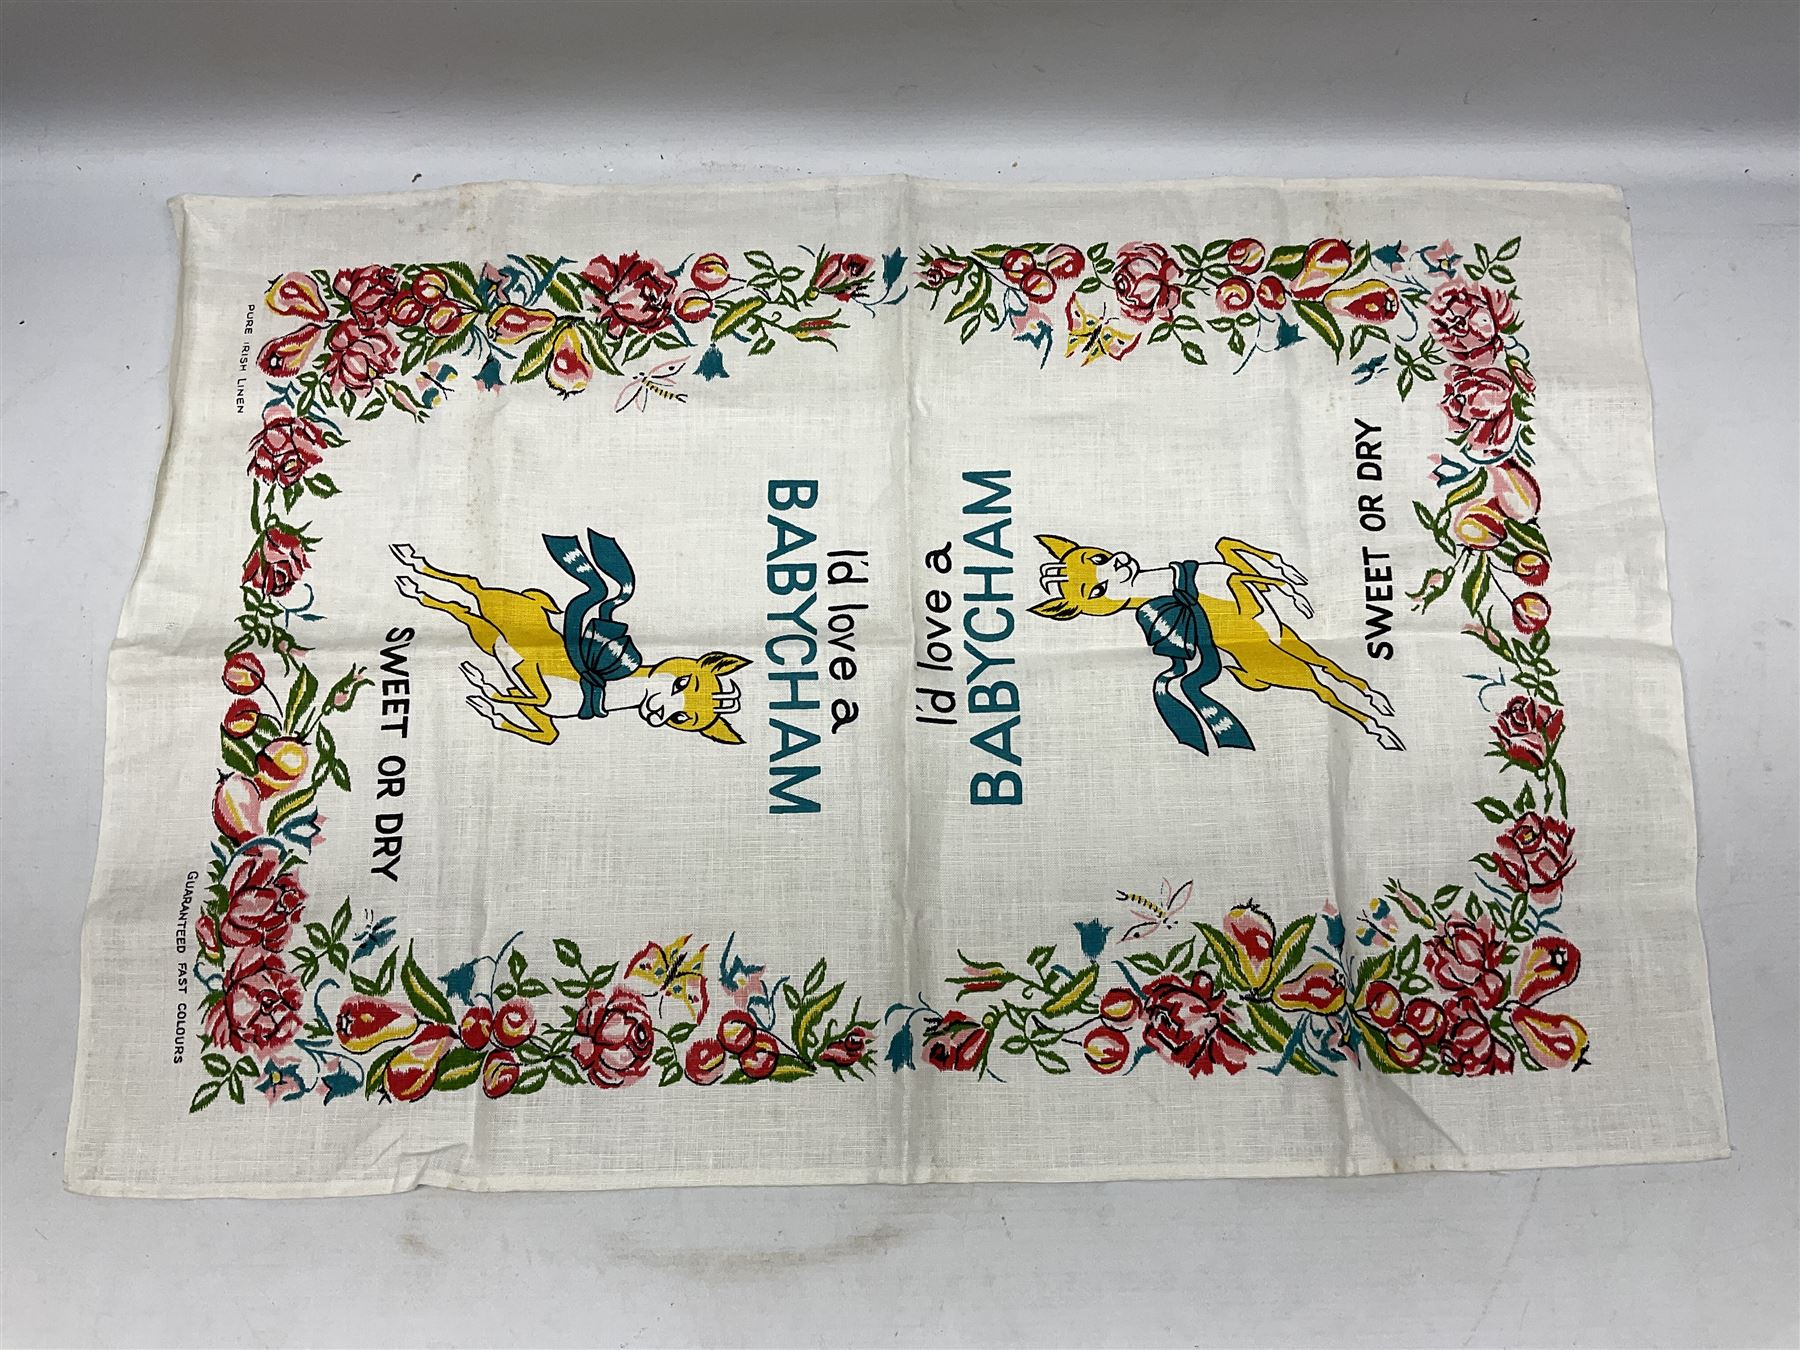 PURE IRISH LINEN
GUARANTEED FAST COLOURS
I'd love a
BABYCHAM
SWEET OR DRY
I'd love a
BABYCHAM
SWEET OR DRY